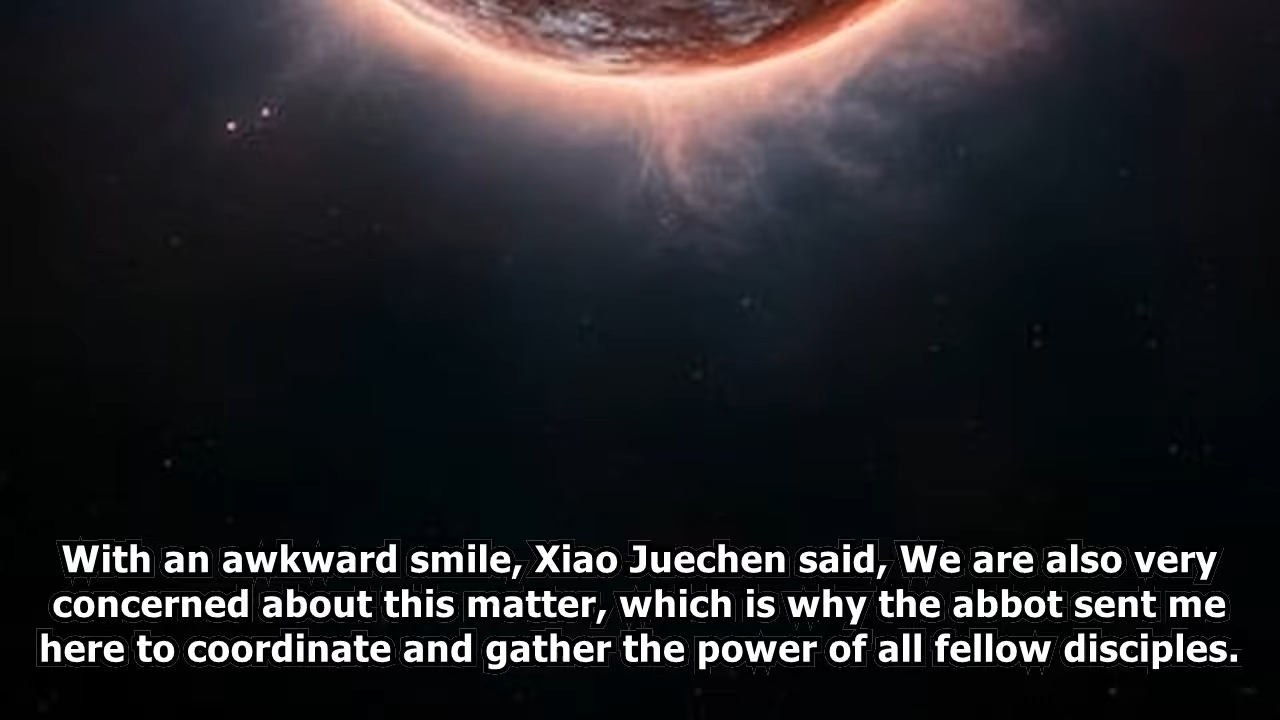 With an awkward smile, Xiao Juechen said, We are also very
concerned about this matter, which is why the abbot sent me
here to coordinate and gather the power of all fellow disciples.